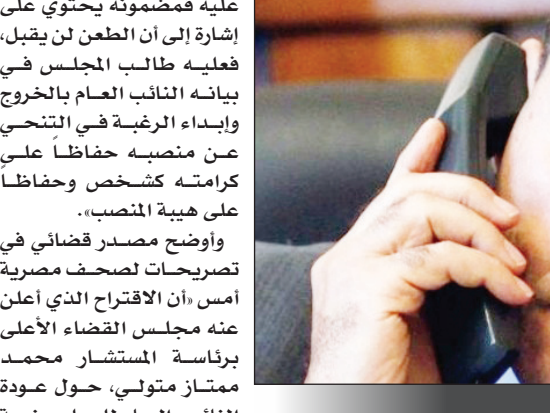 عليه فمضمونه يحتوي على
إشارة إلى أن الطعن لن يقبل،
فعليه طالب المجلس في
بيانه النائب العام بالخروج
وإبداء الرغبة في التنحي
عن منصبه حفاظاً على
كرامته كشخص وحفاظاً
على هيبة المنصب».
وأوضح مصدر قضائي في
تصريحات لصحف مصرية
أمس «أن الاقتراح الذي أعلن
عنه مجلس القضاء الأعلى
برئاسة المستشار محمد
ممتاز متولي، حول عودة